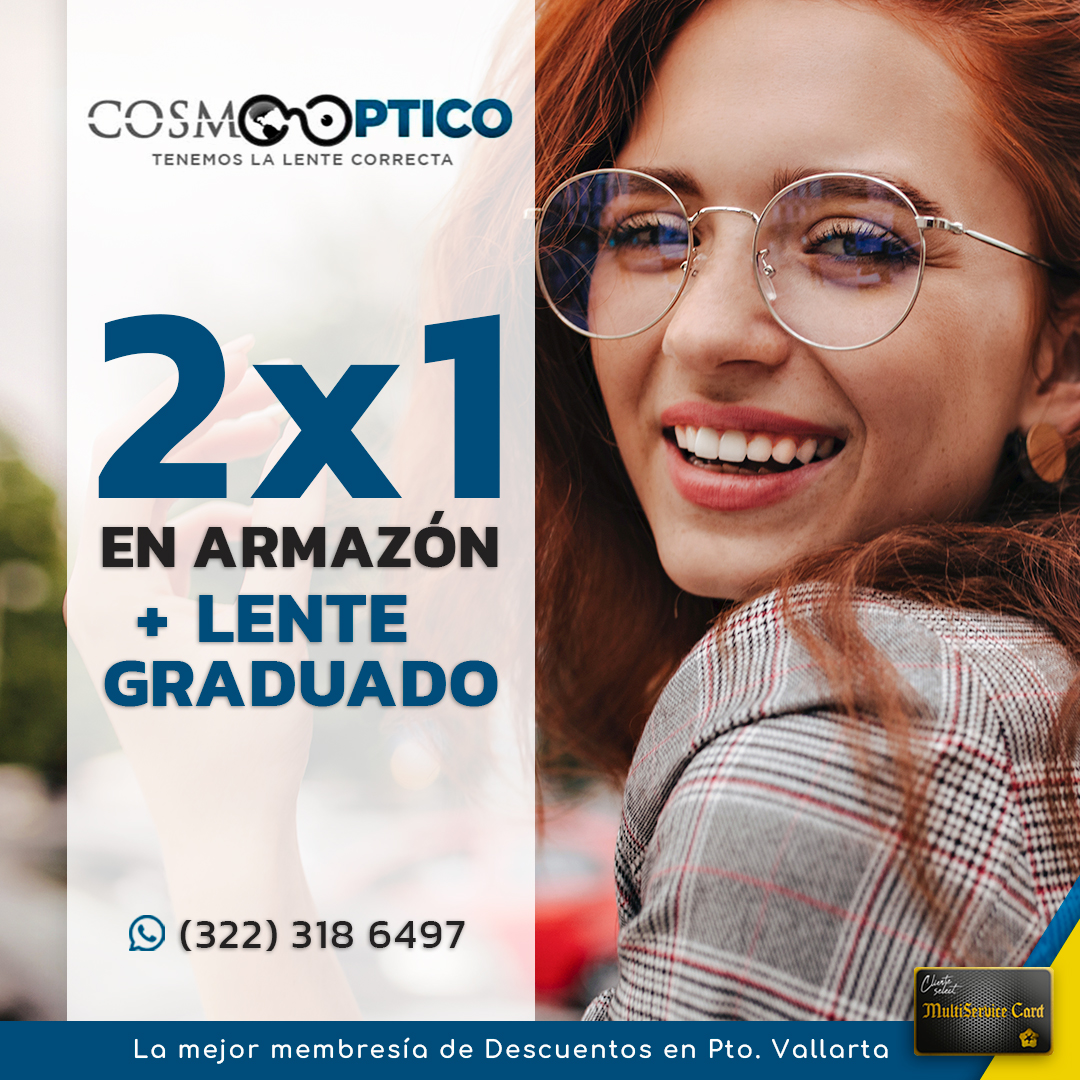 COSMOOPTICO
TENEMOS LA LENTE CORRECTA
2x1
EN ARMAZÓN
+ LENTE
GRADUADO
(322) 318 6497
Cliente
select
MultiService Card
La mejor membresía de Descuentos en Pto. Vallarta